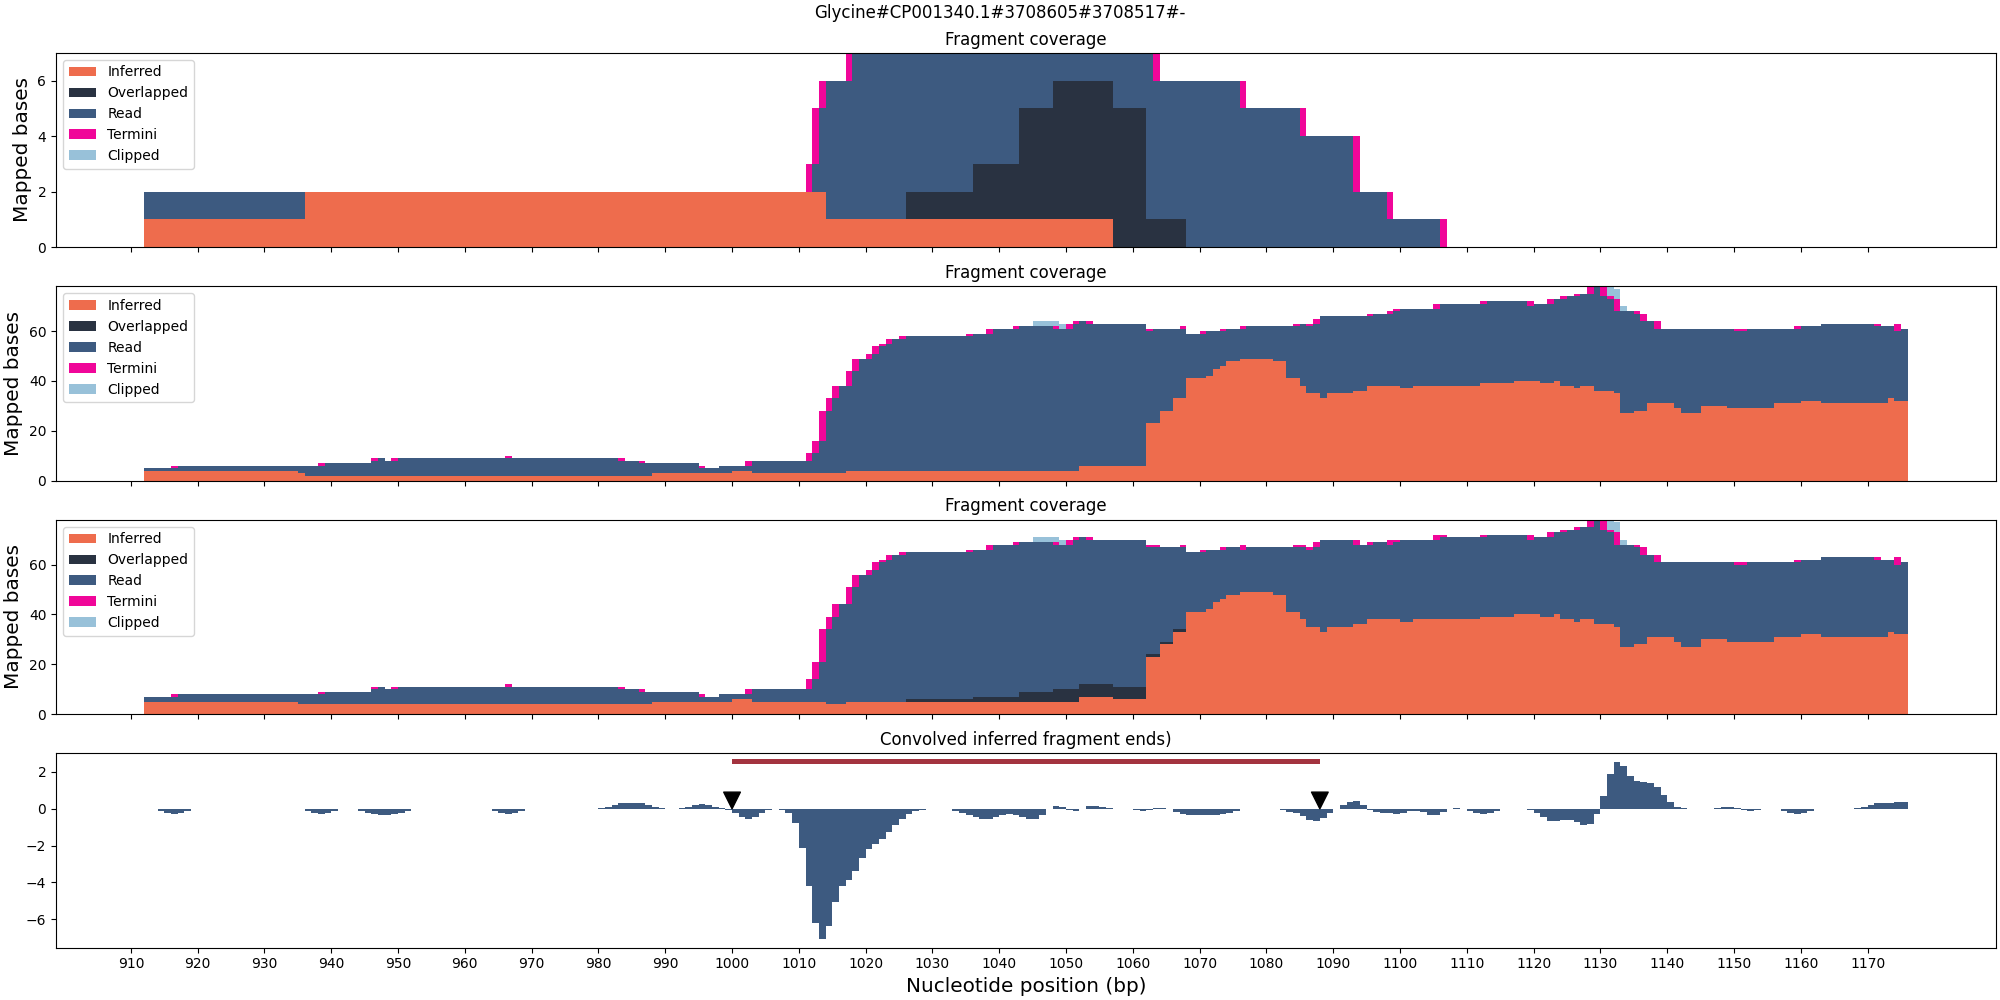 Glycine#CP001340.1#3708605#3708517#-
Fragment coverage
Mapped bases
6
4
2
0
Inferred
Overlapped
Read
Termini
Clipped
Fragment coverage
Mapped bases
60
40
20
0
Inferred
Overlapped
Read
Termini
Clipped
Fragment coverage
Mapped bases
60
40
20
0
Inferred
Overlapped
Read
Termini
Clipped
Convolved inferred fragment ends)
2
0
−2
−4
−6
910 920 930 940 950 960 970 980 990 1000 1010 1020 1030 1040 1050 1060 1070 1080 1090 1100 1110 1120 1130 1140 1150 1160 1170
Nucleotide position (bp)